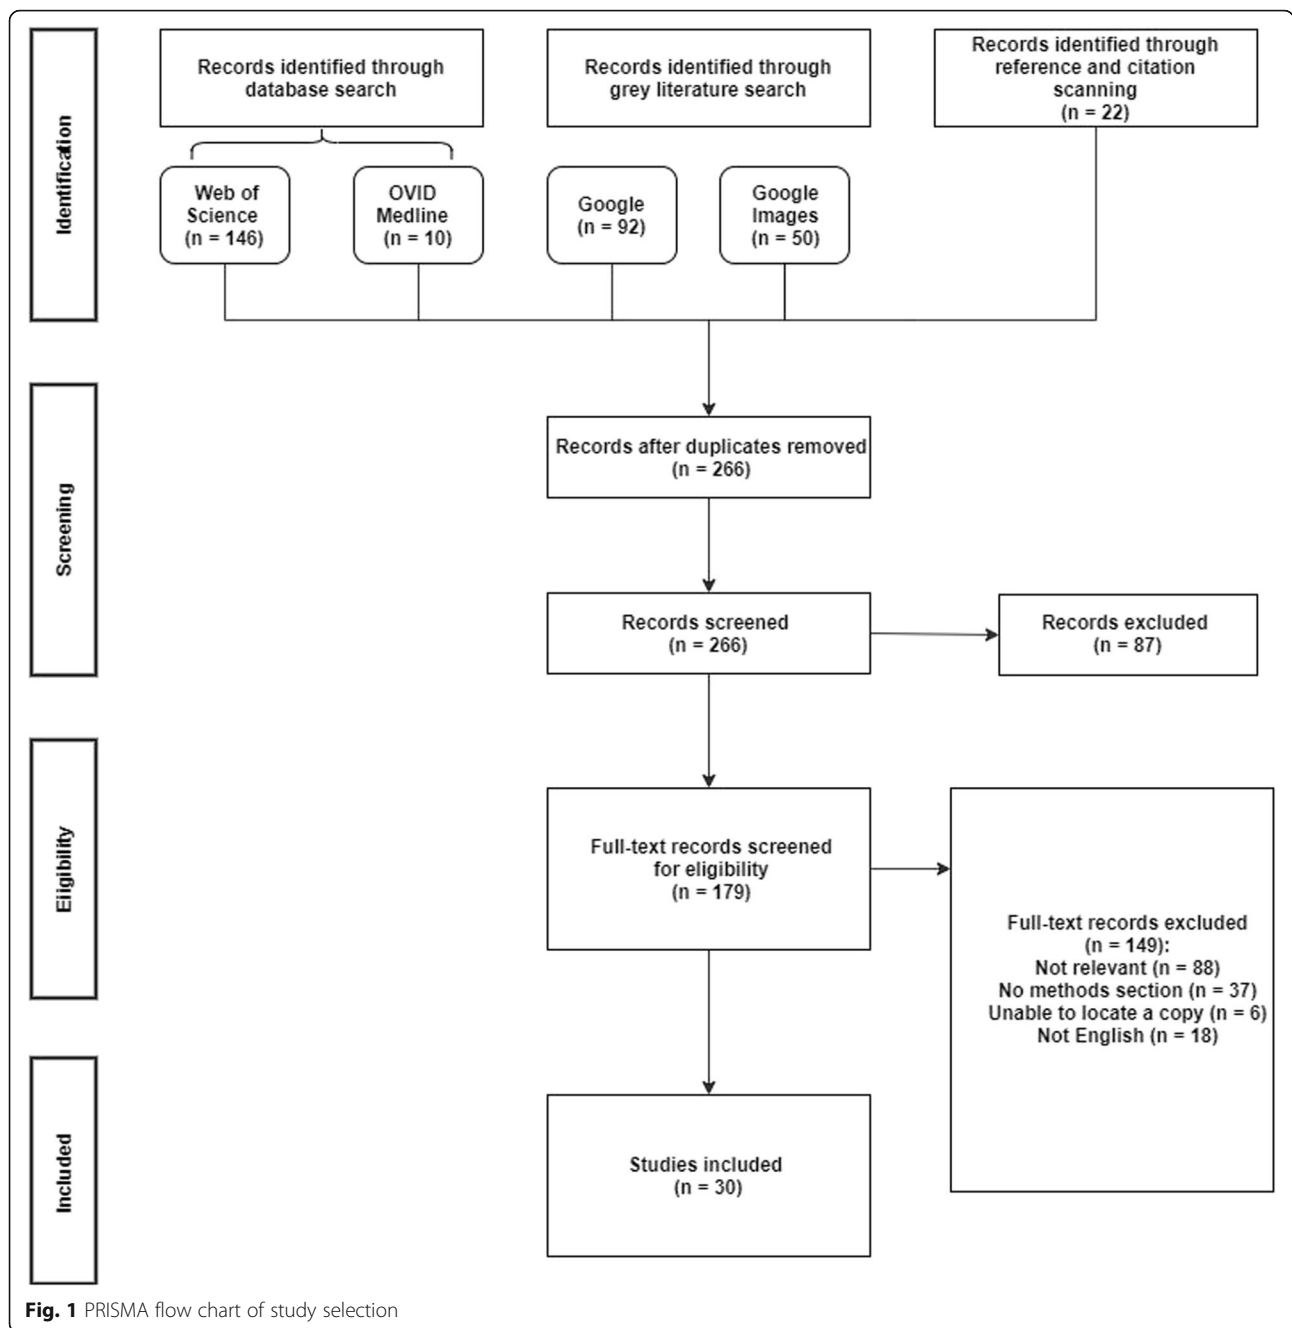 Identification
Records identified through
database search
Records identified through
grey literature search
Records identified through
reference and citation
scanning
(n = 22)
Web of
Science
(n = 146)
OVID
Medline
(n = 10)
Google
(n = 92)
Google
Images
(n = 50)
Screening
Records after duplicates removed
(n = 266)
Records screened
(n = 266)
Records excluded
(n = 87)
Eligibility
Full-text records screened
for eligibility
(n = 179)
Full-text records excluded
(n = 149):
Not relevant (n = 88)
No methods section (n = 37)
Unable to locate a copy (n = 6)
Not English (n = 18)
Included
Studies included
(n = 30)
Fig. 1 PRISMA flow chart of study selection